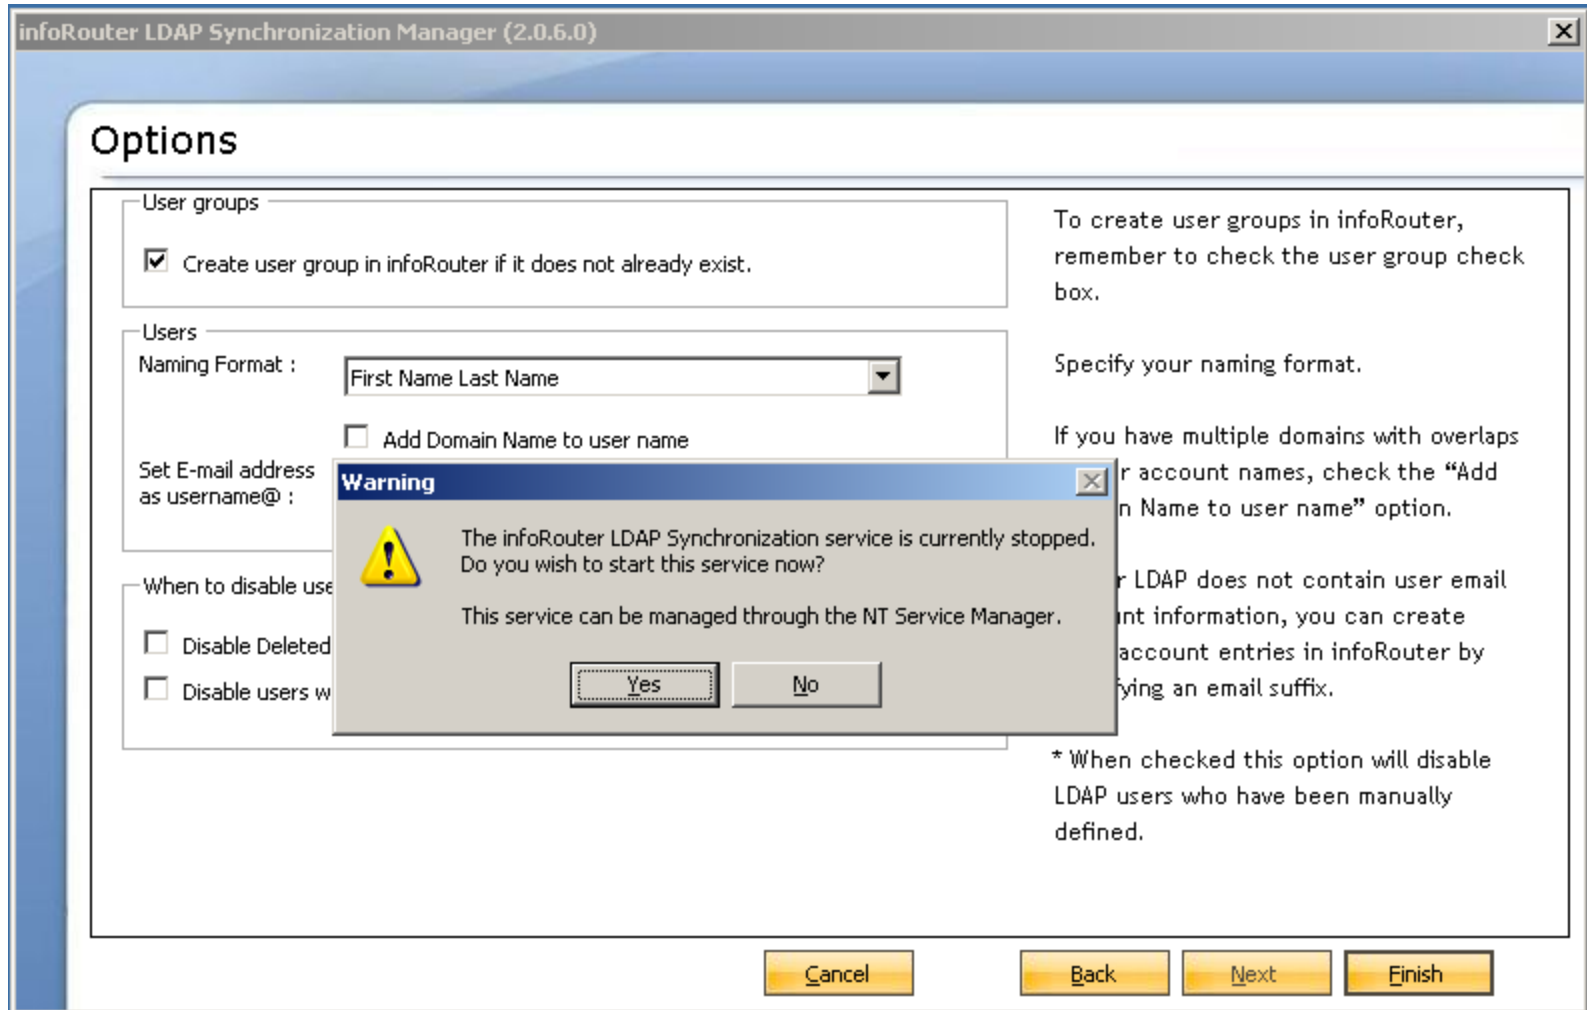 infoRouter LDAP Synchronization Manager (2.0.6.0)
Options
User groups
Create user group in infoRouter if it does not already exist.
Users
Naming Format :
First Name Last Name
Add Domain Name to user name
Set E-mail address
as username@ :
When to disable use
Disable Deleted
Disable users w
Warning
The infoRouter LDAP Synchronization service is currently stopped.
Do you wish to start this service now?
This service can be managed through the NT Service Manager.
Yes
No
To create user groups in infoRouter,
remember to check the user group check
box.
Specify your naming format.
If you have multiple domains with overlaps
r account names, check the “Add
n Name to user name” option.
r LDAP does not contain user email
nt information, you can create
account entries in infoRouter by
fying an email suffix.
* When checked this option will disable
LDAP users who have been manually
defined.
Cancel
Back
Next
Finish